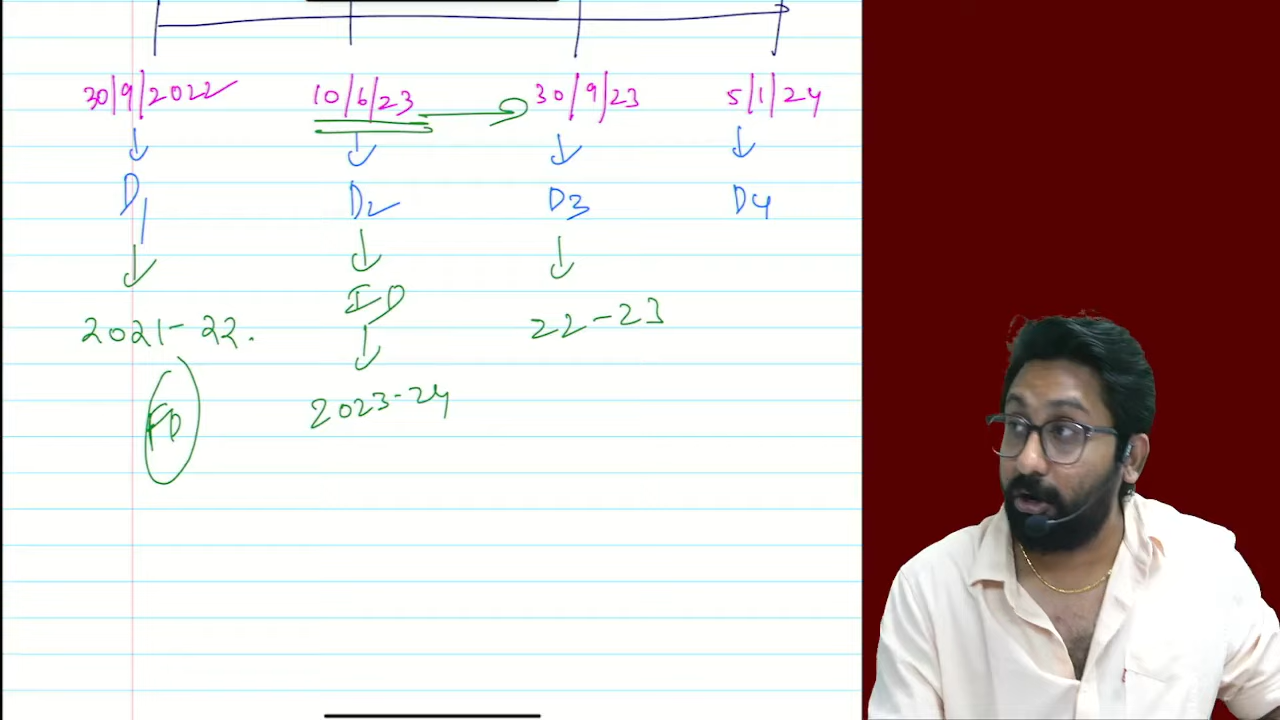 30/9/2022 10/6/23 30/9/23 5/1/24
D1 D2 D3 D4
ID
2021-22. 22-23
2023-24
FD